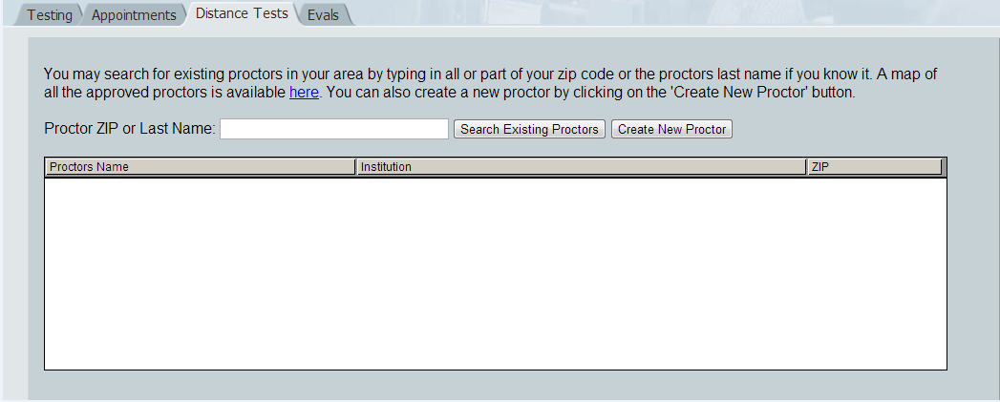 Testing Appointments Distance Tests Evals
You may search for existing proctors in your area by typing in all or part of your zip code or the proctors last name if you know it. A map of
all the approved proctors is available here. You can also create a new proctor by clicking on the 'Create New Proctor' button.
Proctor ZIP or Last Name: Search Existing Proctors Create New Proctor
Proctors Name Institution ZIP